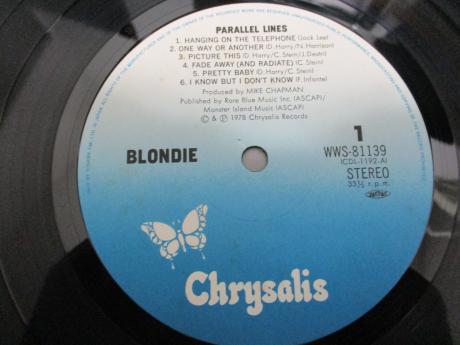 PARALLEL LINES
1. HANGING ON THE TELEPHONE (Jack Lee)
2. ONE WAY OR ANOTHER (D. Harry/N. Harrison)
3. PICTURE THIS (D. Harry/C. Stein/J. Destri)
4. FADE AWAY (AND RADIATE) (C. Stein)
5. PRETTY BABY (D. Harry/C. Stein)
6. I KNOW BUT I DON'T KNOW (F. Infante)
Produced by MIKE CHAPMAN
Published by Rare Blue Music Inc. (ASCAP)/
Monster Island Music (ASCAP)
© & ℗ 1978 Chrysalis Records
1
BLONDIE
WWS-81139
(CDL-1192-A)
STEREO
33⅓ r.p.m.
Chrysalis